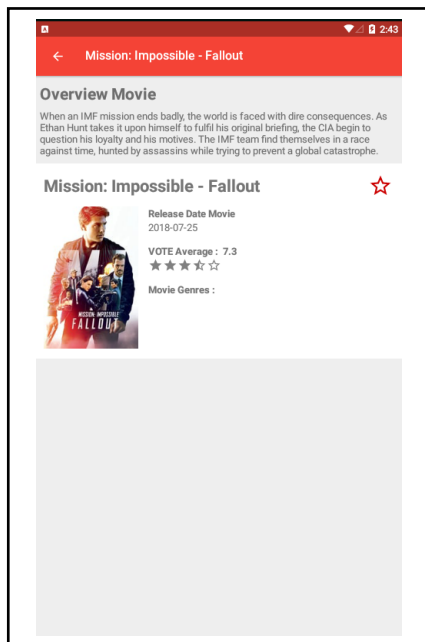 2:43
Mission: Impossible - Fallout
Overview Movie
When an IMF mission ends badly, the world is faced with dire consequences. As
Ethan Hunt takes it upon himself to fulfil his original briefing, the CIA begin to
question his loyalty and his motives. The IMF team find themselves in a race
against time, hunted by assassins while trying to prevent a global catastrophe.
Mission: Impossible - Fallout
Release Date Movie
2018-07-25
VOTE Average : 7.3
Movie Genres :
MISSION: IMPOSSIBLE
FALLOUT